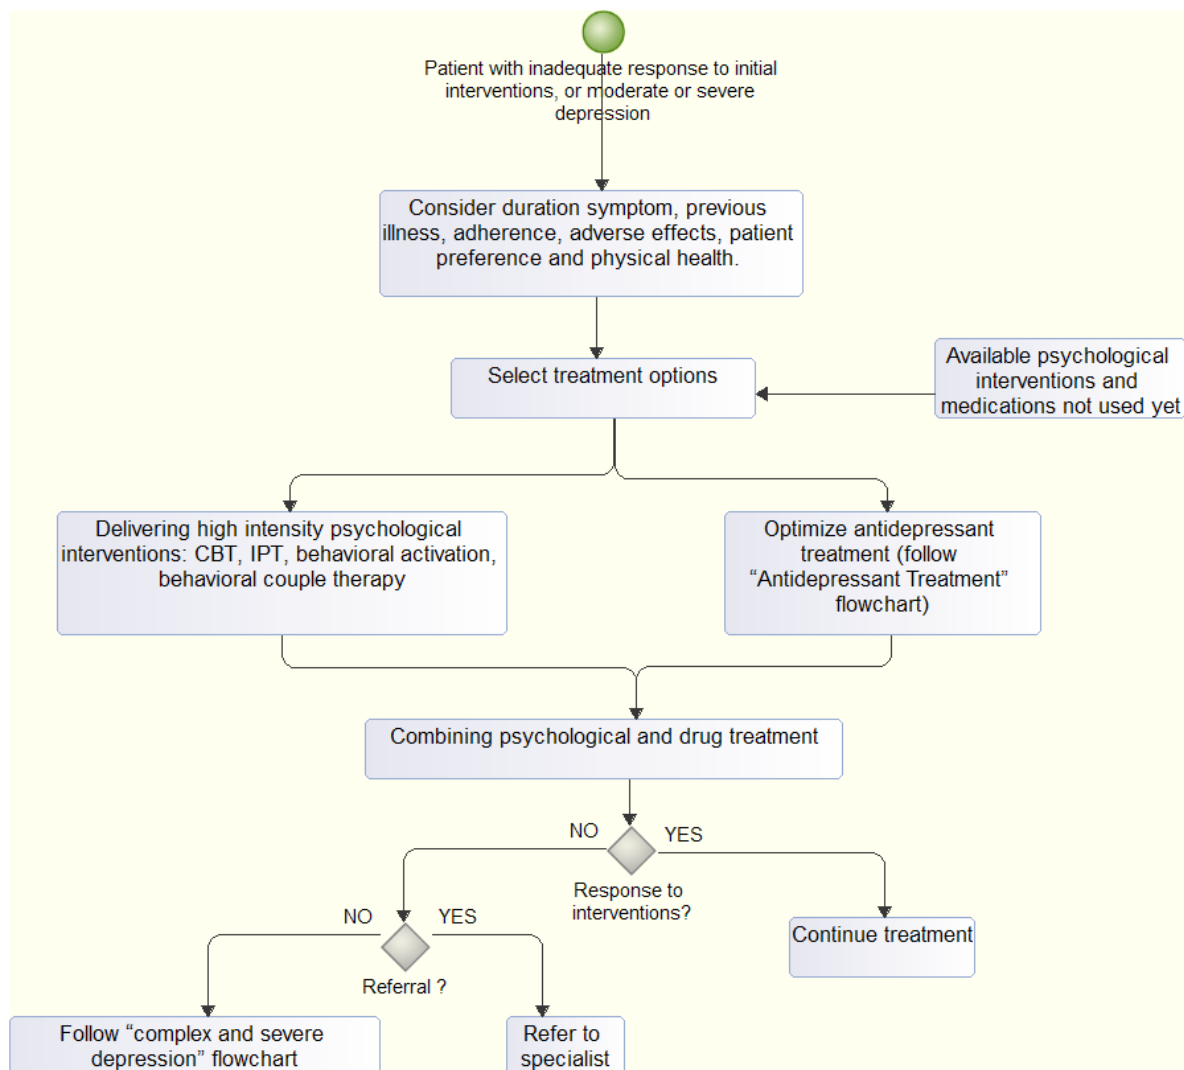 Patient with inadequate response to initial
interventions, or moderate or severe
depression
Consider duration symptom, previous
illness, adherence, adverse effects, patient
preference and physical health.
Select treatment options
Available psychological
interventions and
medications not used yet
Delivering high intensity psychological
interventions: CBT, IPT, behavioral activation,
behavioral couple therapy
Optimize antidepressant
treatment (follow
“Antidepressant Treatment”
flowchart)
Combining psychological and drug treatment
NO
YES
Response to
interventions?
NO
YES
Continue treatment
Referral ?
Follow “complex and severe
depression” flowchart
Refer to
specialist